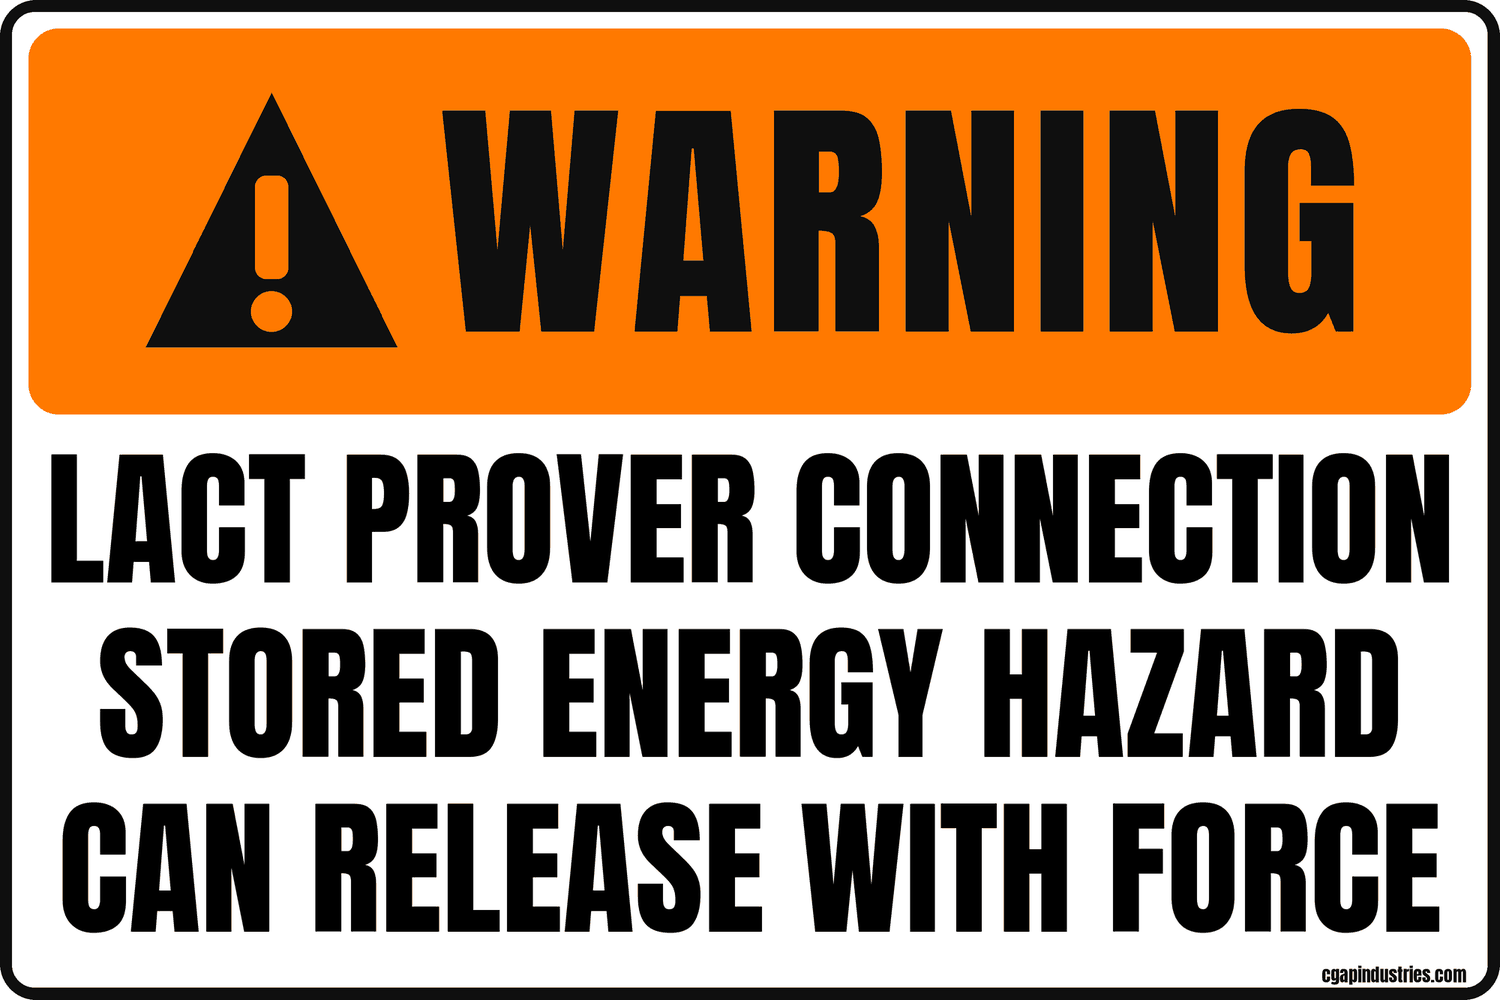 WARNING
LACT PROVER CONNECTION
STORED ENERGY HAZARD
CAN RELEASE WITH FORCE
cgapindustries.com